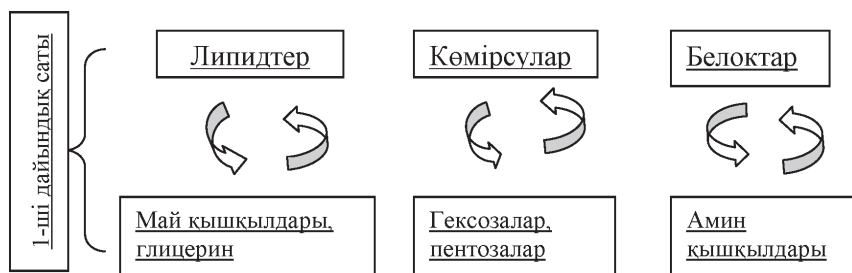 1-ші дайындық саты
Липидтер
Көмірсулар
Белоктар
Май қышқылдары,
глицерин
Гексозалар,
пентозалар
Амин
қышқылдары